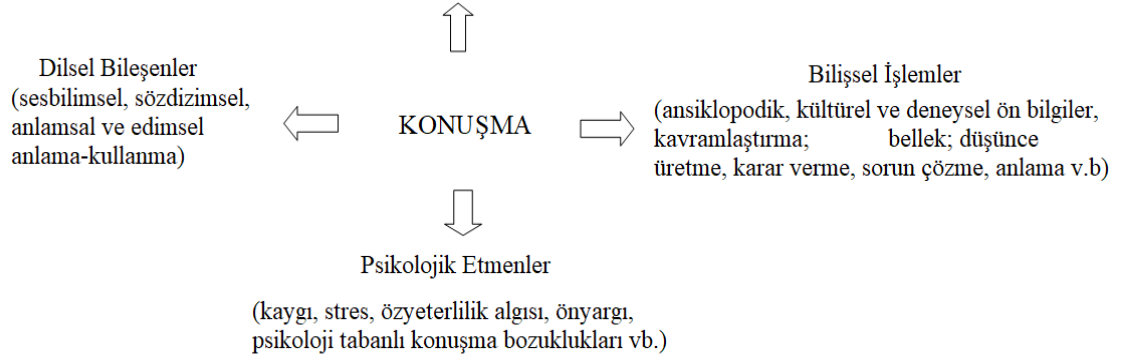 Dilsel Bileşenler
(sesbilimsel, sözdizimsel,
anlamsal ve edimsel
anlama-kullanma)
KONUŞMA
Bilişsel İşlemler
(ansiklopodik, kültürel ve deneysel ön bilgiler,
kavramlaştırma; bellek; düşünce
üretme, karar verme, sorun çözme, anlama v.b)
Psikolojik Etmenler
(kaygı, stres, özyeterlilik algısı, önyargı,
psikoloji tabanlı konuşma bozuklukları vb.)